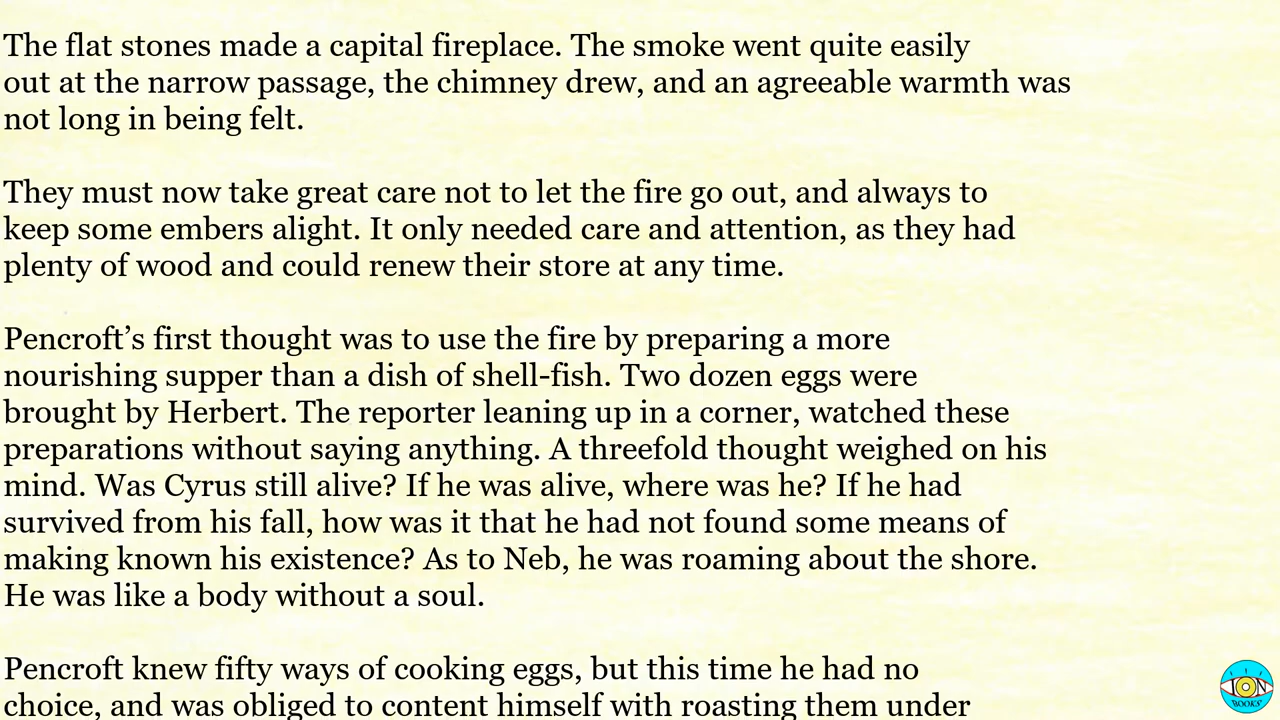 The flat stones made a capital fireplace. The smoke went quite easily
out at the narrow passage, the chimney drew, and an agreeable warmth was
not long in being felt.
They must now take great care not to let the fire go out, and always to
keep some embers alight. It only needed care and attention, as they had
plenty of wood and could renew their store at any time.
Pencroft’s first thought was to use the fire by preparing a more
nourishing supper than a dish of shell-fish. Two dozen eggs were
brought by Herbert. The reporter leaning up in a corner, watched these
preparations without saying anything. A threefold thought weighed on his
mind. Was Cyrus still alive? If he was alive, where was he? If he had
survived from his fall, how was it that he had not found some means of
making known his existence? As to Neb, he was roaming about the shore.
He was like a body without a soul.
Pencroft knew fifty ways of cooking eggs, but this time he had no
choice, and was obliged to content himself with roasting them under
ION
BOOKS